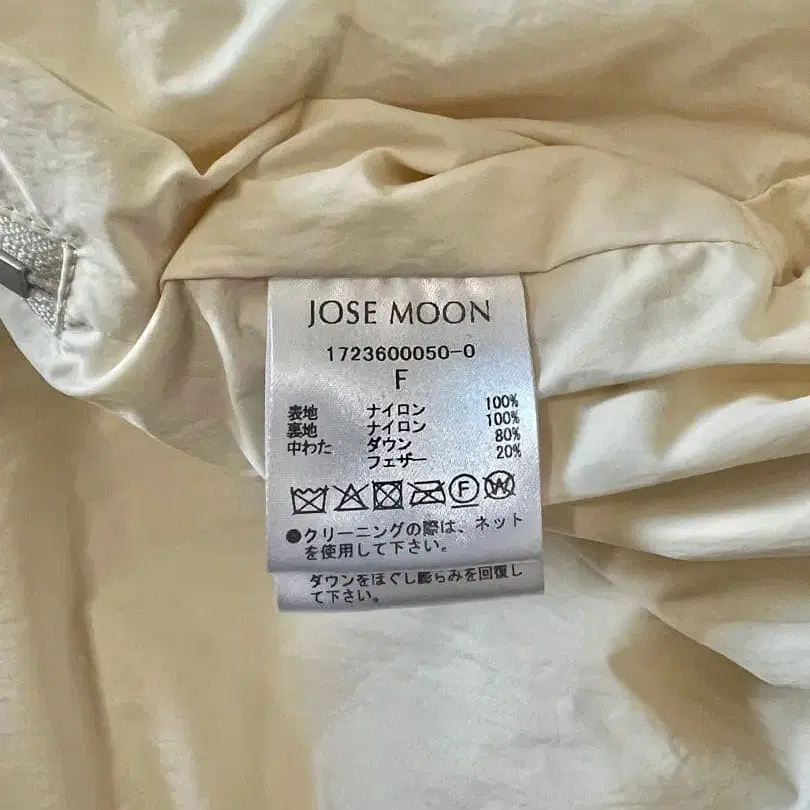 JOSE MOON
1723600050-0
F
表地 ナイロン 100%
裏地 ナイロン 100%
中わた ダウン 80%
フェザー 20%
F W
●クリーニングの際は、ネット
を使用して下さい。
ダウンをほぐし膨らみを回復し
て下さい。